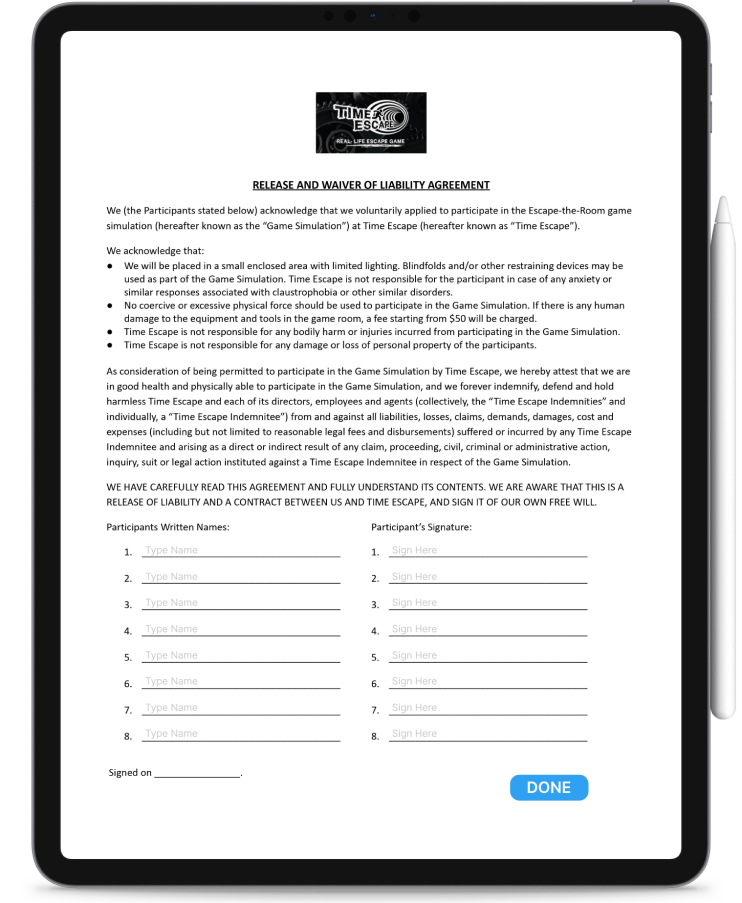 TIME
ESCAPE
REAL LIFE ESCAPE GAME
RELEASE AND WAIVER OF LIABILITY AGREEMENT
We (the Participants stated below) acknowledge that we voluntarily applied to participate in the Escape-the-Room game
simulation (hereafter known as the “Game Simulation”) at Time Escape (hereafter known as “Time Escape”).
We acknowledge that:
● We will be placed in a small enclosed area with limited lighting. Blindfolds and/or other restraining devices may be
used as part of the Game Simulation. Time Escape is not responsible for the participant in case of any anxiety or
similar responses associated with claustrophobia or other similar disorders.
● No coercive or excessive physical force should be used to participate in the Game Simulation. If there is any human
damage to the equipment and tools in the game room, a fee starting from $50 will be charged.
● Time Escape is not responsible for any bodily harm or injuries incurred from participating in the Game Simulation.
● Time Escape is not responsible for any damage or loss of personal property of the participants.
As consideration of being permitted to participate in the Game Simulation by Time Escape, we hereby attest that we are
in good health and physically able to participate in the Game Simulation, and we forever indemnify, defend and hold
harmless Time Escape and each of its directors, employees and agents (collectively, the “Time Escape Indemnities” and
individually, a “Time Escape Indemnitee”) from and against all liabilities, losses, claims, demands, damages, cost and
expenses (including but not limited to reasonable legal fees and disbursements) suffered or incurred by any Time Escape
Indemnitee and arising as a direct or indirect result of any claim, proceeding, civil, criminal or administrative action,
inquiry, suit or legal action instituted against a Time Escape Indemnitee in respect of the Game Simulation.
WE HAVE CAREFULLY READ THIS AGREEMENT AND FULLY UNDERSTAND ITS CONTENTS. WE ARE AWARE THAT THIS IS A
RELEASE OF LIABILITY AND A CONTRACT BETWEEN US AND TIME ESCAPE, AND SIGN IT OF OUR OWN FREE WILL.
Participants Written Names: Participant’s Signature:
1. Type Name 1. Sign Here
2. Type Name 2. Sign Here
3. Type Name 3. Sign Here
4. Type Name 4. Sign Here
5. Type Name 5. Sign Here
6. Type Name 6. Sign Here
7. Type Name 7. Sign Here
8. Type Name 8. Sign Here
Signed on ________________.
DONE